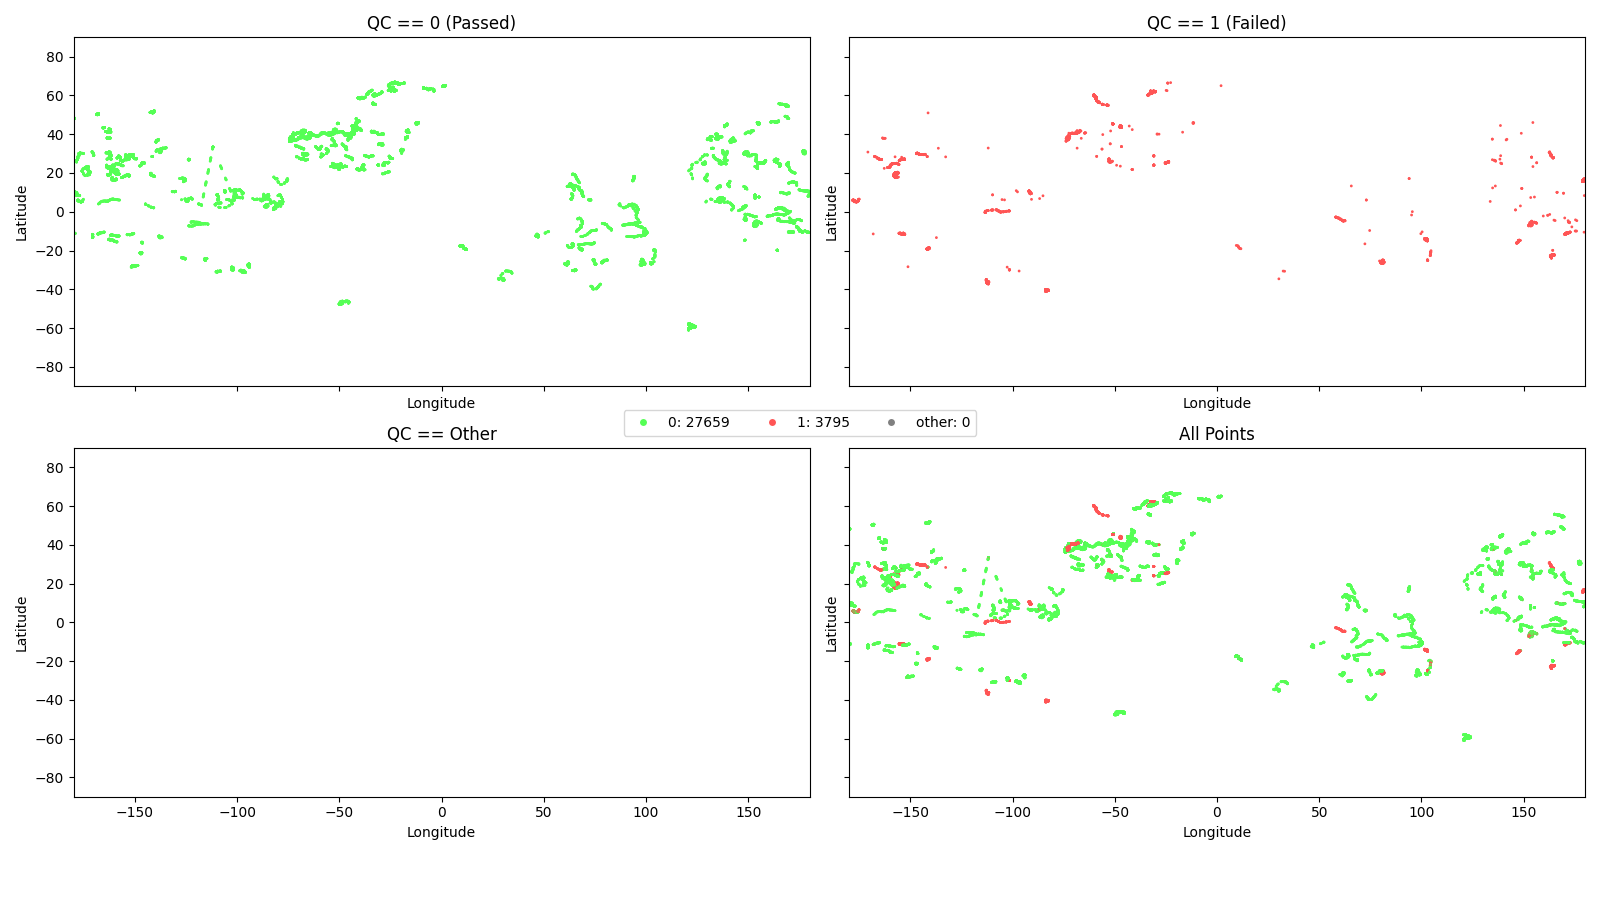 QC == 0 (Passed)
QC == 1 (Failed)
80
60
40
20
0
−20
−40
−60
−80
Latitude
Latitude
Longitude
Longitude
0: 27659 1: 3795 other: 0
QC == Other
All Points
80
60
40
20
0
−20
−40
−60
−80
Latitude
Latitude
−150 −100 −50 0 50 100 150
−150 −100 −50 0 50 100 150
Longitude
Longitude